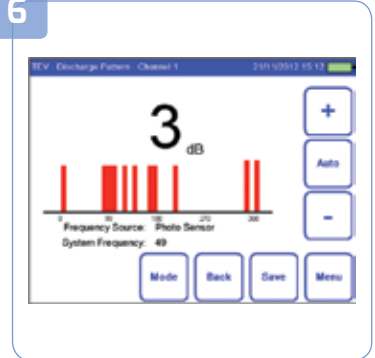 6
TEV - Discharge Pattern - Channel 1 21/11/2012 15:12
3
dB
+
Auto
-
0 90 180 270 360
Frequency Source: Photo Sensor
System Frequency: 49
Mode Back Save Menu